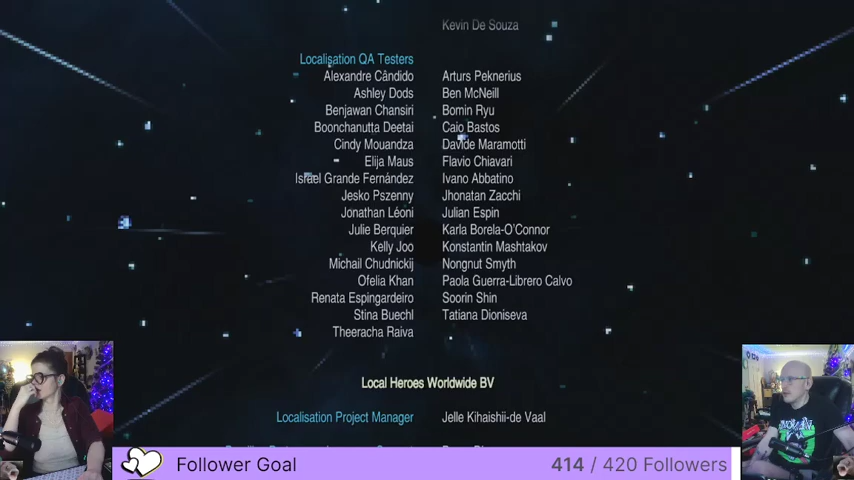 Kevin De Souza
Localisation QA Testers
Alexandre Cândido Arturs Peknerius
Ashley Dods Ben McNeill
Benjawan Chansiri Bomin Ryu
Boonchanutta Deetai Caio Bastos
Cindy Mouandza Davide Maramotti
Elija Maus Flavio Chiavari
Israel Grande Fernández Ivano Abbatino
Jesko Pszenny Jhonatan Zacchi
Jonathan Léoni Julian Espin
Julie Berquier Karla Borela-O'Connor
Kelly Joo Konstantin Mashtakov
Michail Chudnickij Nongnut Smyth
Ofelia Khan Paola Guerra-Librero Calvo
Renata Espingardeiro Soorin Shin
Stina Buechl Tatiana Dioniseva
Theeracha Raiva
Local Heroes Worldwide BV
Localisation Project Manager Jelle Kihaishii-de Vaal
Follower Goal 414 / 420 Followers